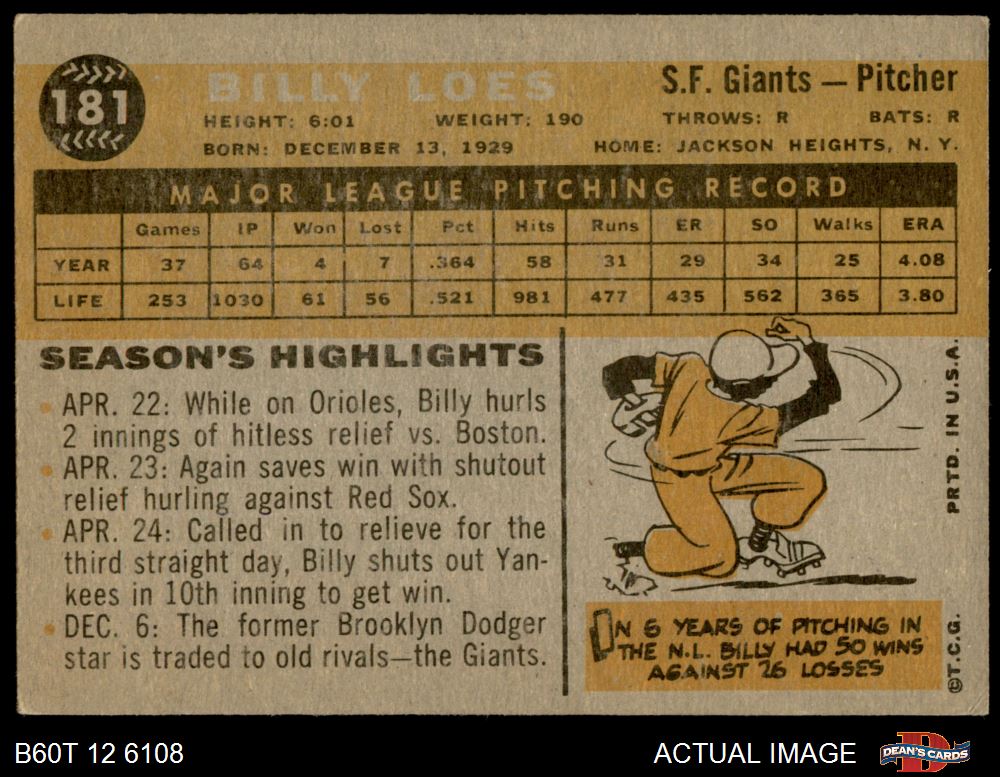 181
BILLY LOES
S.F. Giants — Pitcher
HEIGHT: 6:01 WEIGHT: 190 THROWS: R BATS: R
BORN: DECEMBER 13, 1929 HOME: JACKSON HEIGHTS, N. Y.
MAJOR LEAGUE PITCHING RECORD
Games IP Won Lost Pct Hits Runs ER SO Walks ERA
YEAR 37 64 4 7 .364 58 31 29 34 25 4.08
LIFE 253 1030 61 56 .521 981 477 435 562 365 3.80
SEASON'S HIGHLIGHTS
• APR. 22: While on Orioles, Billy hurls
2 innings of hitless relief vs. Boston.
• APR. 23: Again saves win with shutout
relief hurling against Red Sox.
• APR. 24: Called in to relieve for the
third straight day, Billy shuts out Yan-
kees in 10th inning to get win.
• DEC. 6: The former Brooklyn Dodger
star is traded to old rivals—the Giants.
IN 6 YEARS OF PITCHING IN
THE N.L. BILLY HAD 50 WINS
AGAINST 26 LOSSES
PRTD. IN U.S.A.
©T.C.G.
B60T 12 6108
ACTUAL IMAGE
DEAN'S CARDS